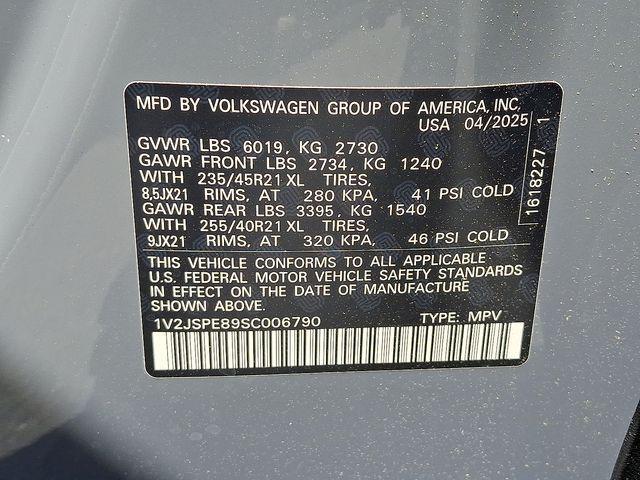 MFD BY VOLKSWAGEN GROUP OF AMERICA, INC,
USA 04/2025
GVWR LBS 6019, KG 2730
GAWR FRONT LBS 2734, KG 1240
WITH 235/45R21 XL TIRES,
8,5JX21 RIMS, AT 280 KPA, 41 PSI COLD
GAWR REAR LBS 3395, KG 1540
WITH 255/40R21 XL TIRES,
9JX21 RIMS, AT 320 KPA, 46 PSI COLD
1618227 1
THIS VEHICLE CONFORMS TO ALL APPLICABLE
U.S. FEDERAL MOTOR VEHICLE SAFETY STANDARDS
IN EFFECT ON THE DATE OF MANUFACTURE
SHOWN ABOVE.
1V2JSPE89SC006790 TYPE: MPV